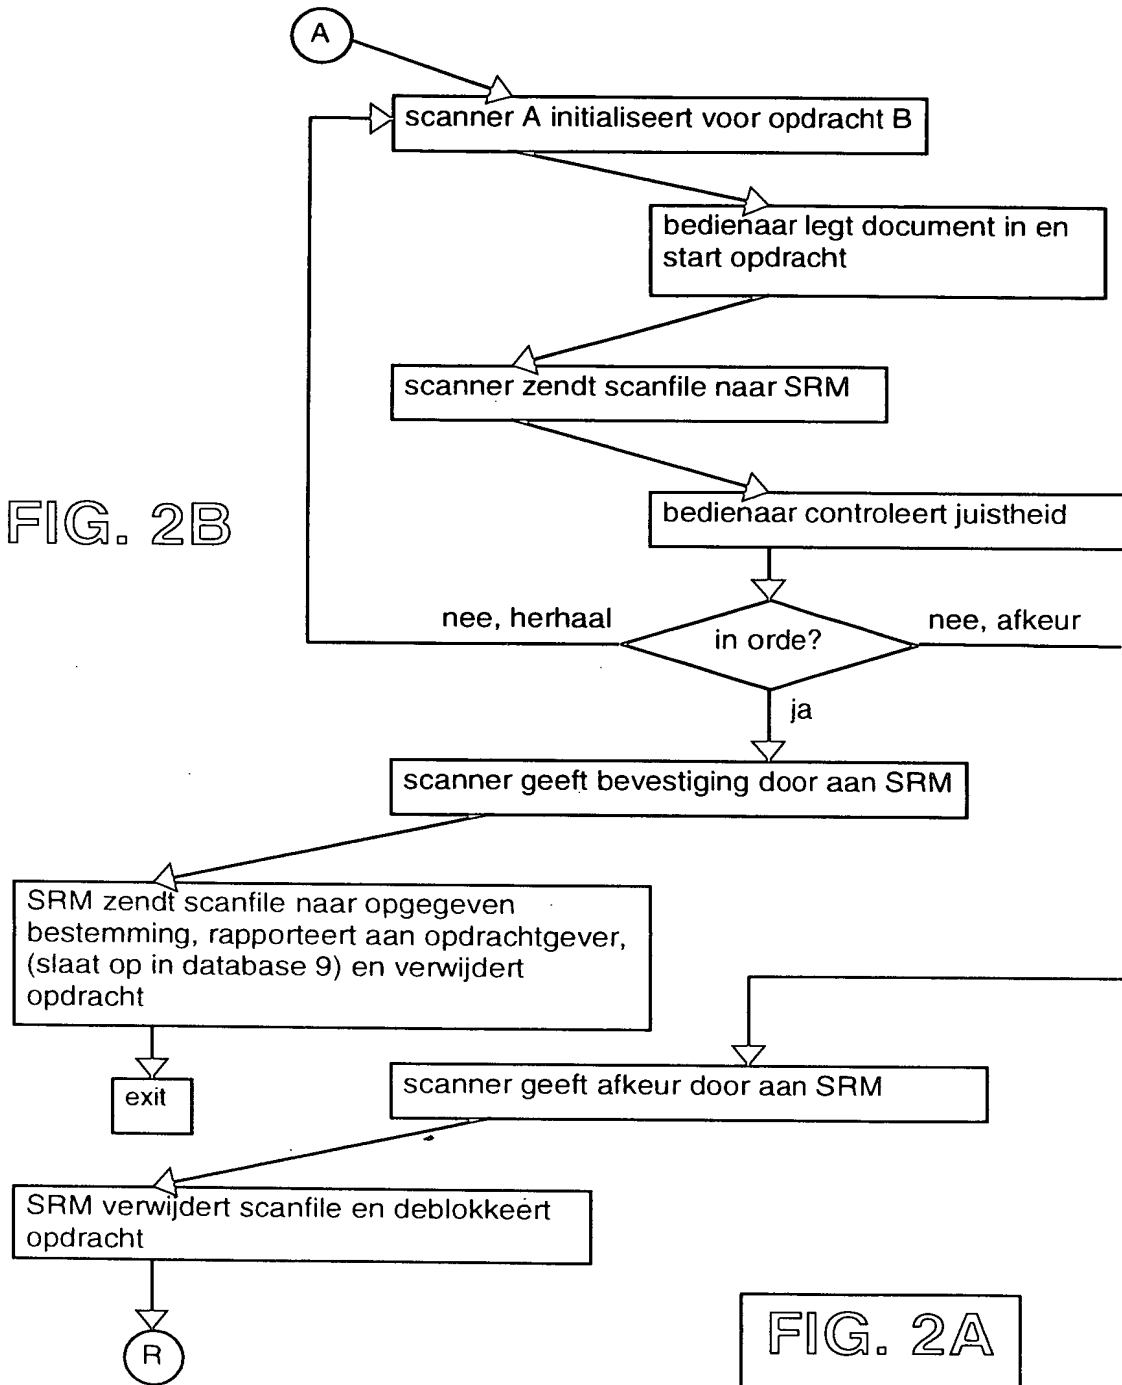 A
scanner A initialiseert voor opdracht B
bedienaar legt document in en
start opdracht
scanner zendt scanfile naar SRM
FIG. 2B
bedienaar controleert juistheid
nee, herhaal
in orde?
nee, afkeur
ja
scanner geeft bevestiging door aan SRM
SRM zendt scanfile naar opgegeven
bestemming, rapporteert aan opdrachtgever,
(slaat op in database 9) en verwijdert
opdracht
exit
scanner geeft afkeur door aan SRM
SRM verwijdert scanfile en deblokkeert
opdracht
R
FIG. 2A